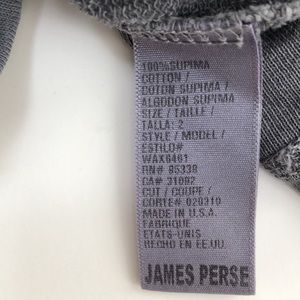 100%SUPIMA
COTTON /
COTON SUPIMA /
ALGODON SUPIMA
SIZE / TAILLE /
TALLA: 2
STYLE / MODEL /
ESTILO#
WAX6461
RN# 85338
CA# 31092
CUT / COUPE /
CORTE# 020310
MADE IN U.S.A.
FABRIQUE
ETATS-UNIS
HECHO EN EE.UU.
JAMES PERSE